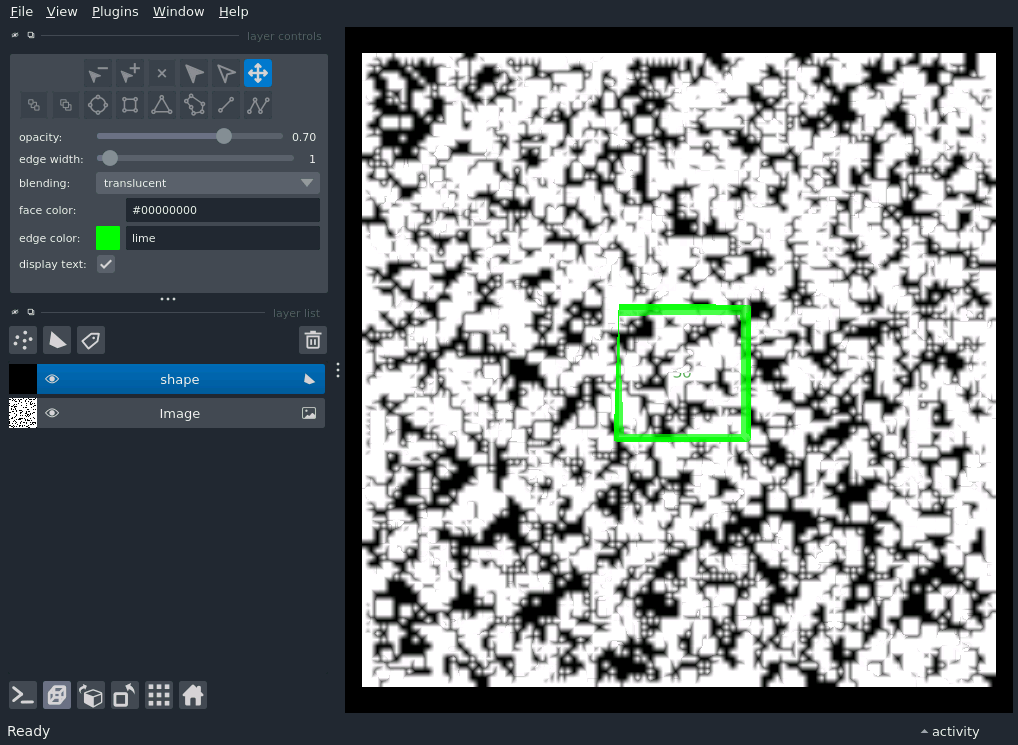 File View Plugins Window Help
layer controls
opacity: 0.70
edge width: 1
blending: translucent
face color: #00000000
edge color: lime
display text:
layer list
shape
Image
Ready
activity